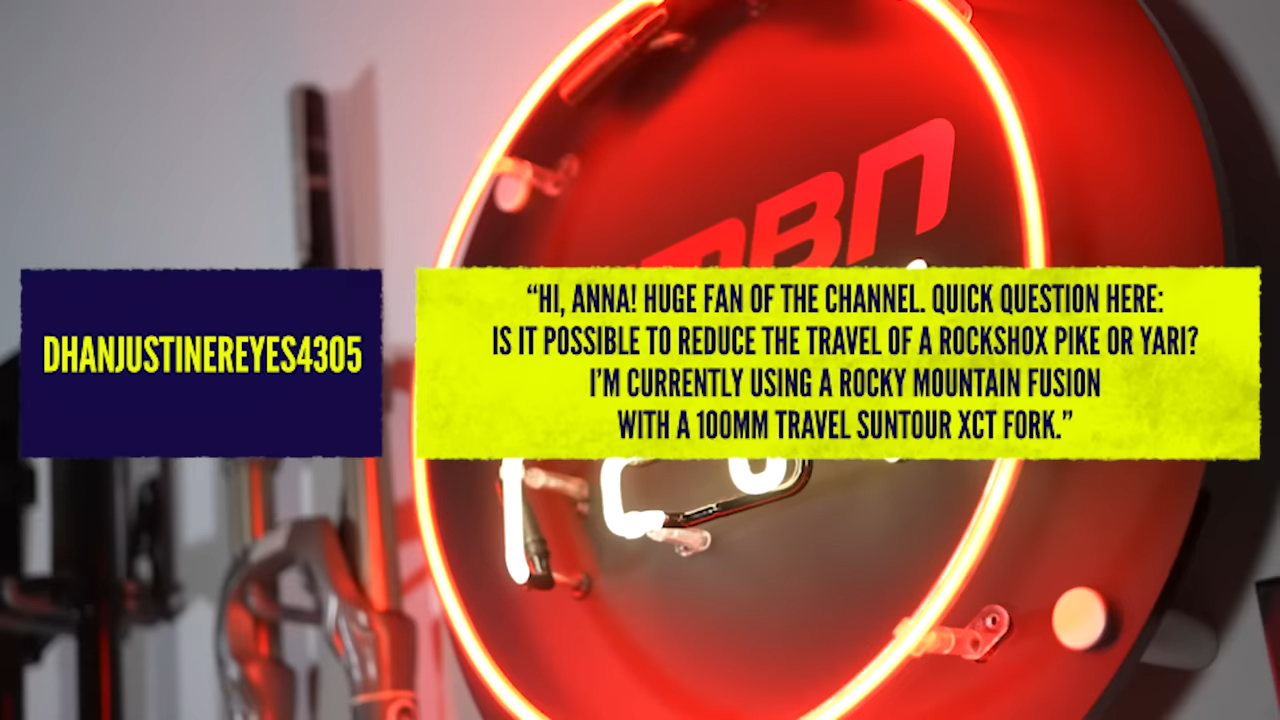 mbn
DHANJUSTINEREYES4305
“HI, ANNA! HUGE FAN OF THE CHANNEL. QUICK QUESTION HERE:
IS IT POSSIBLE TO REDUCE THE TRAVEL OF A ROCKSHOX PIKE OR YARI?
I’M CURRENTLY USING A ROCKY MOUNTAIN FUSION
WITH A 100MM TRAVEL SUNTOUR XCT FORK.”